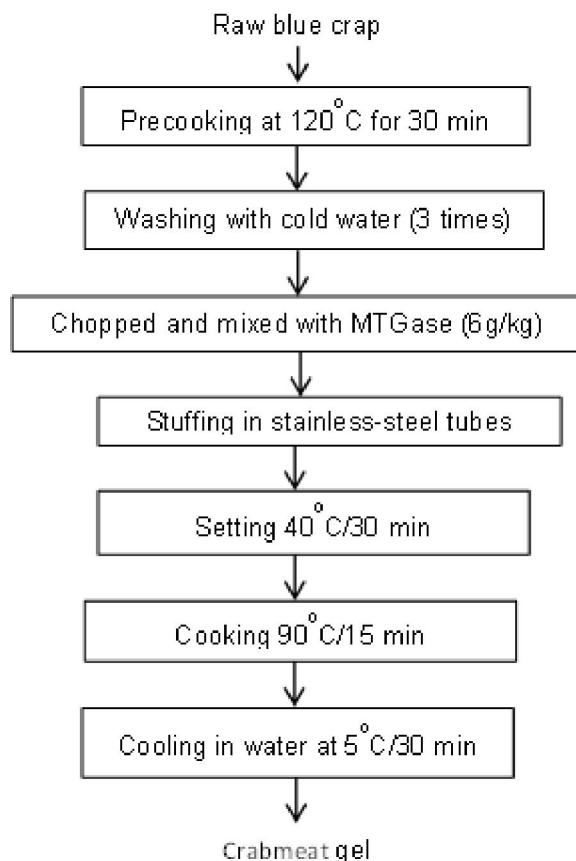 Raw blue crap
Precooking at 120°C for 30 min
Washing with cold water (3 times)
Chopped and mixed with MTGase (6g/kg)
Stuffing in stainless-steel tubes
Setting 40°C/30 min
Cooking 90°C/15 min
Cooling in water at 5°C/30 min
Crabmeat gel